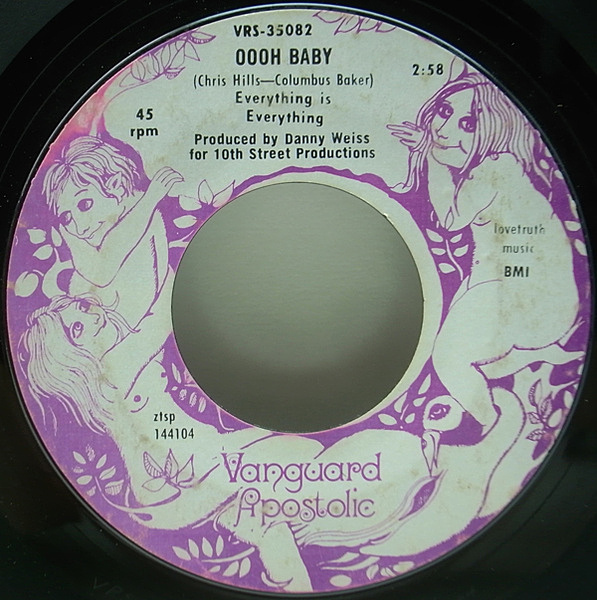 VRS-35082
OOOH BABY
(Chris Hills—Columbus Baker)
2:58
Everything is
Everything
45
rpm
Produced by Danny Weiss
for 10th Street Productions
lovetruth
music
BMI
ztsp
144104
Vanguard
Apostolic